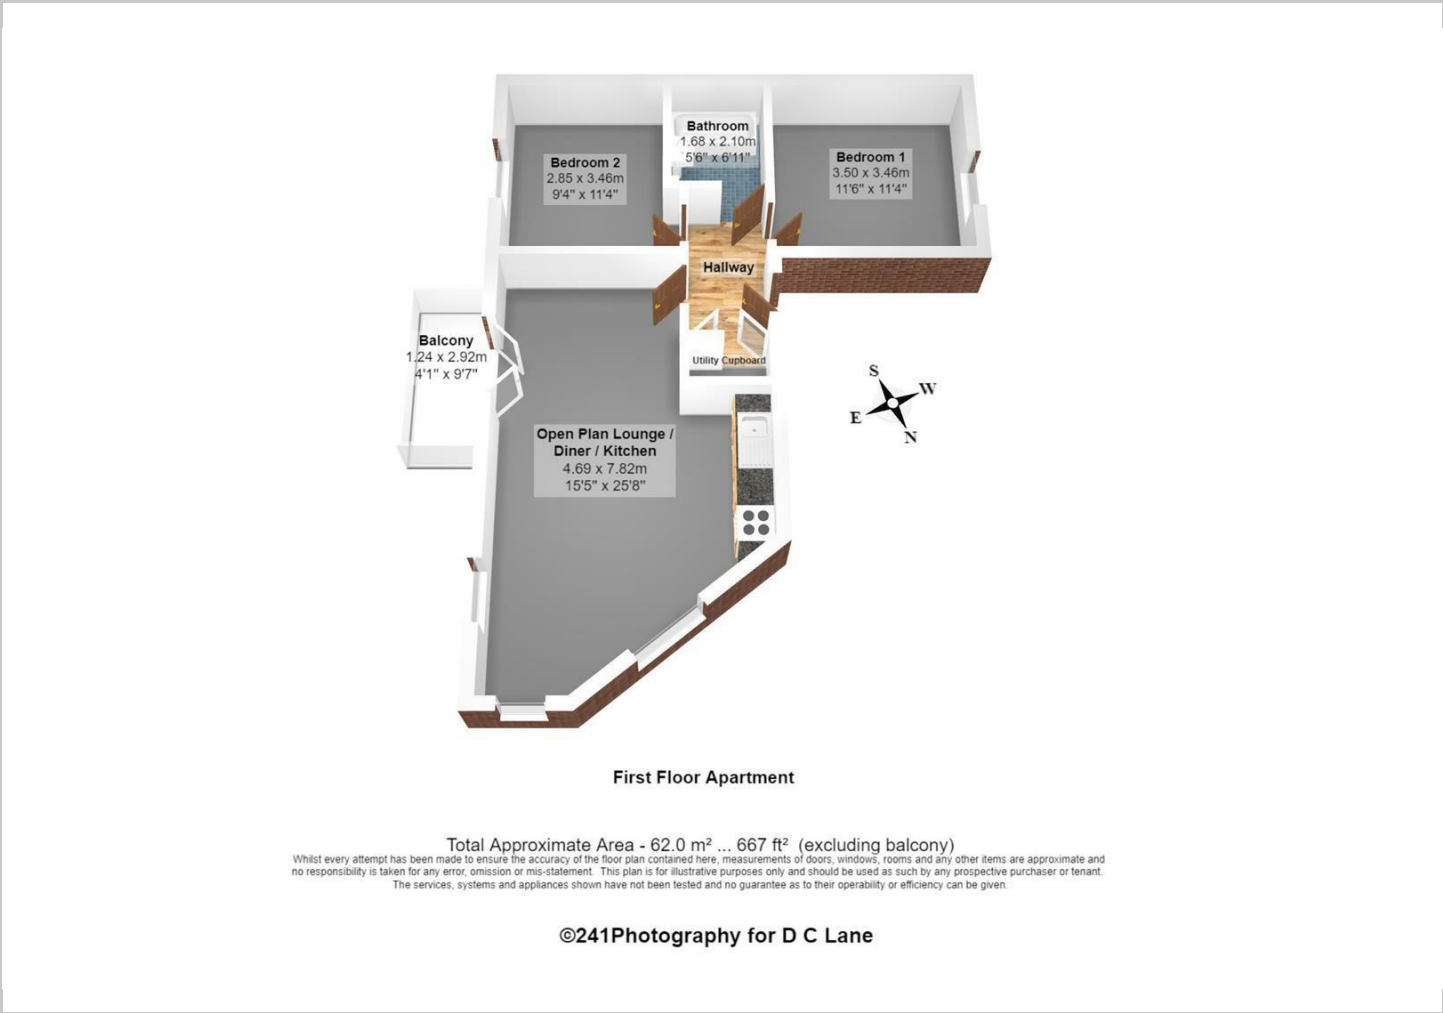 Bathroom
1.68 x 2.10m
5'6" x 6'11"
Bedroom 2
2.85 x 3.46m
9'4" x 11'4"
Bedroom 1
3.50 x 3.46m
11'6" x 11'4"
Hallway
Balcony
1.24 x 2.92m
4'1" x 9'7"
Utility Cupboard
S
W
E
N
Open Plan Lounge /
Diner / Kitchen
4.69 x 7.82m
15'5" x 25'8"
First Floor Apartment
Total Approximate Area - 62.0 m² ... 667 ft² (excluding balcony)
Whilst every attempt has been made to ensure the accuracy of the floor plan contained here, measurements of doors, windows, rooms and any other items are approximate and
no responsibility is taken for any error, omission or mis-statement. This plan is for illustrative purposes only and should be used as such by any prospective purchaser or tenant.
The services, systems and appliances shown have not been tested and no guarantee as to their operability or efficiency can be given.
©241Photography for D C Lane